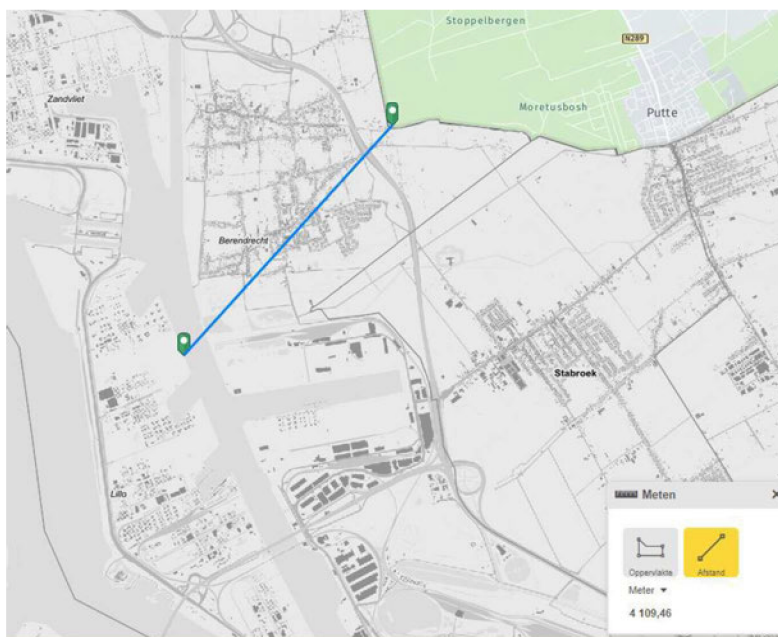 Stoppelbergen
N289
Zandvliet
Moretusbosh
Putte
Berendrecht
Stabroek
Lillo
Meten
Oppervlakte
Afstand
Meter
4 109,46